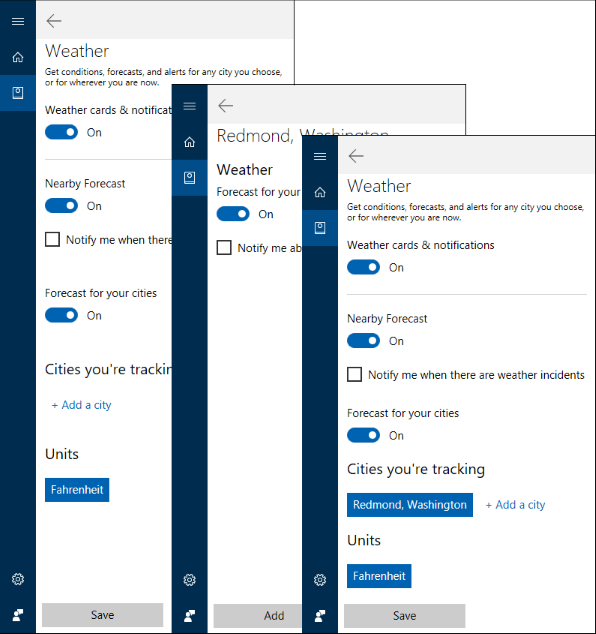 Weather
Get conditions, forecasts, and alerts for any city you choose,
or for wherever you are now.
Weather cards & notificat
On
Nearby Forecast
On
Notify me when there
Forecast for your cities
On
Cities you're trackin
+ Add a city
Units
Fahrenheit
Save
Redmond, Washington
Weather
Forecast for your
On
Notify me ab
Add
Weather
Get conditions, forecasts, and alerts for any city you choose,
or for wherever you are now.
Weather cards & notifications
On
Nearby Forecast
On
Notify me when there are weather incidents
Forecast for your cities
On
Cities you're tracking
Redmond, Washington + Add a city
Units
Fahrenheit
Save